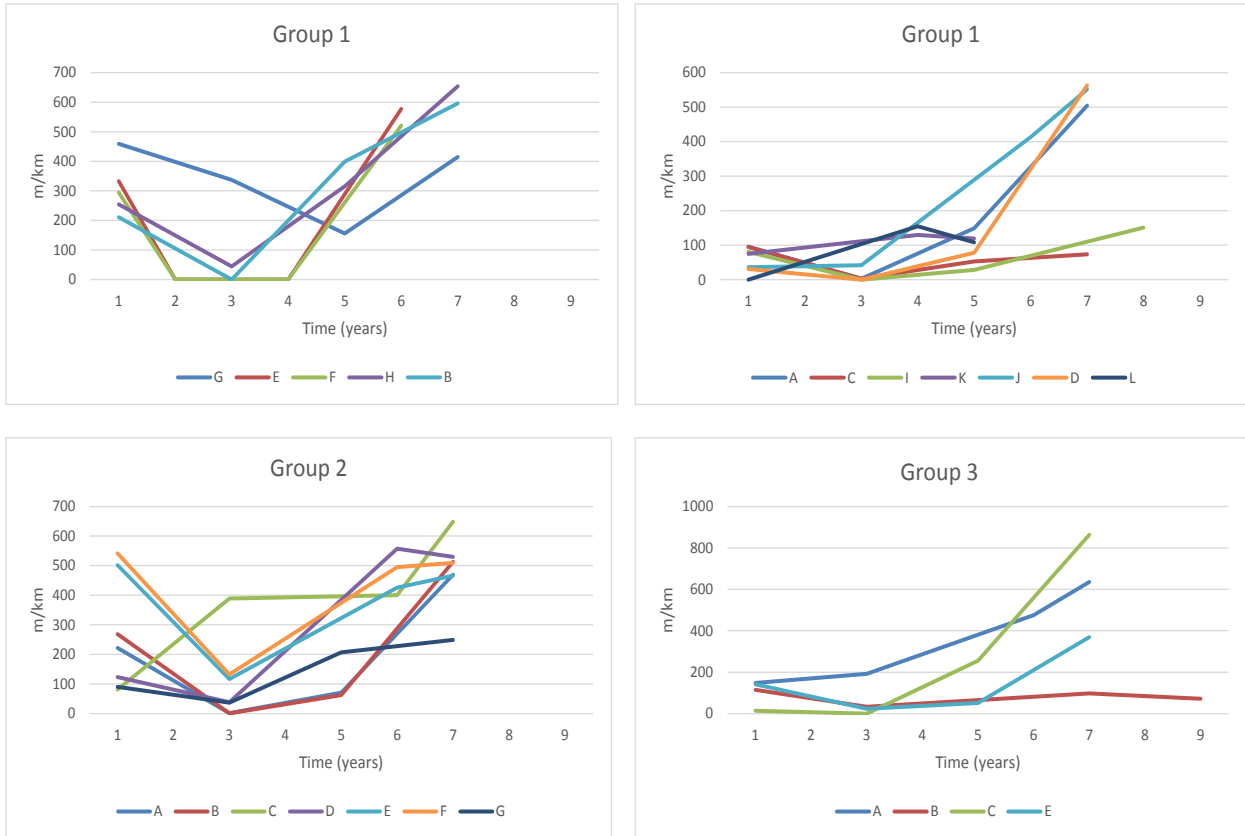 Group 1
700
600
500
400
300
200
100
0
m/km
1 2 3 4 5 6 7 8 9
Time (years)
G E F H B
Group 1
600
500
400
300
200
100
0
m/km
1 2 3 4 5 6 7 8 9
Time (years)
A C I K J D L
Group 2
700
600
500
400
300
200
100
0
m/km
1 2 3 4 5 6 7 8 9
Time (years)
A B C D E F G
Group 3
1000
800
600
400
200
0
m/km
1 2 3 4 5 6 7 8 9
Time (years)
A B C E